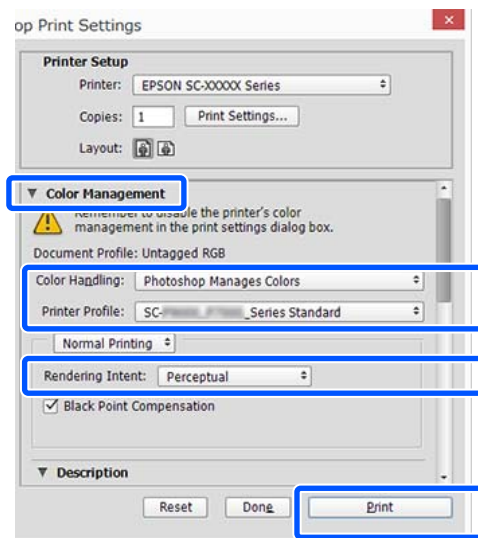 op Print Settings
Printer Setup
Printer: EPSON SC-XXXXX Series
Copies: 1 Print Settings...
Layout:
Color Management
Remember to disable the printer's color
management in the print settings dialog box.
Document Profile: Untagged RGB
Color Handling: Photoshop Manages Colors
Printer Profile: SC- _Series Standard
Normal Printing
Rendering Intent: Perceptual
Black Point Compensation
Description
Reset Done Print